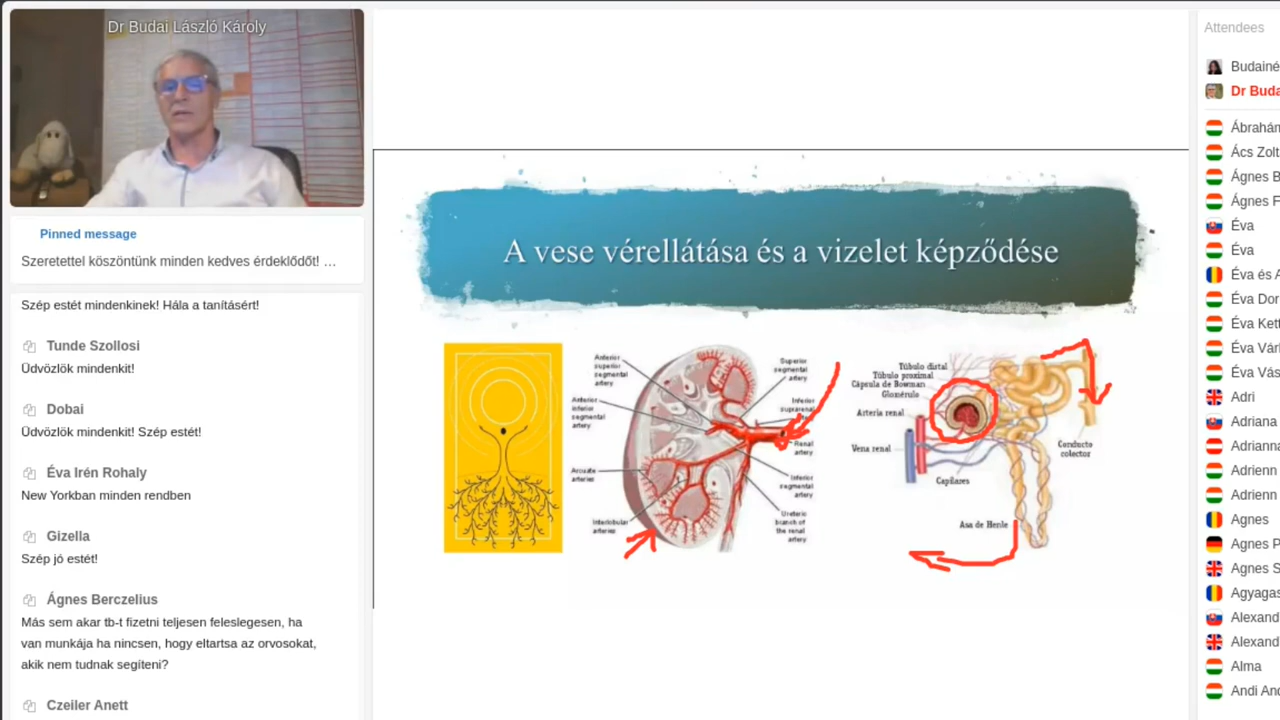 Dr Budai László Károly
Pinned message
Szeretettel köszöntünk minden kedves érdeklődőt! …
Szép estét mindenkinek! Hála a tanításért!
Tunde Szollosi
Üdvözlök mindenkit!
Dobai
Üdvözlök mindenkit! Szép estét!
Éva Irén Rohaly
New Yorkban minden rendben
Gizella
Szép jó estét!
Ágnes Berczelius
Más sem akar tb-t fizetni teljesen feleslegesen, ha
van munkája ha nincsen, hogy eltartsa az orvosokat,
akik nem tudnak segíteni?
Czeiler Anett
A vese vérellátása és a vizelet képződése
Anterior
superior
segmental
artery
Anterior
inferior
segmental
artery
Arcuate
arteries
Interlobular
arteries
Superior
segmental
artery
Inferior
suprarenal
Renal
artery
Inferior
segmental
artery
Ureteric
branch of
the renal
artery
Túbulo distal
Túbulo proximal
Cápsula de Bowman
Glomérulo
Arteria renal
Vena renal
Capilares
Conducto
colector
Asa de Henle
Attendees
Budainé
Dr Buda
Ábrahám
Ács Zolt
Ágnes B
Ágnes F
Éva
Éva
Éva és A
Éva Dor
Éva Kett
Éva Vár
Éva Vás
Adri
Adriana
Adrianna
Adrienn
Adrienn
Agnes
Agnes P
Agnes S
Agyagas
Alexand
Alexand
Alma
Andi And